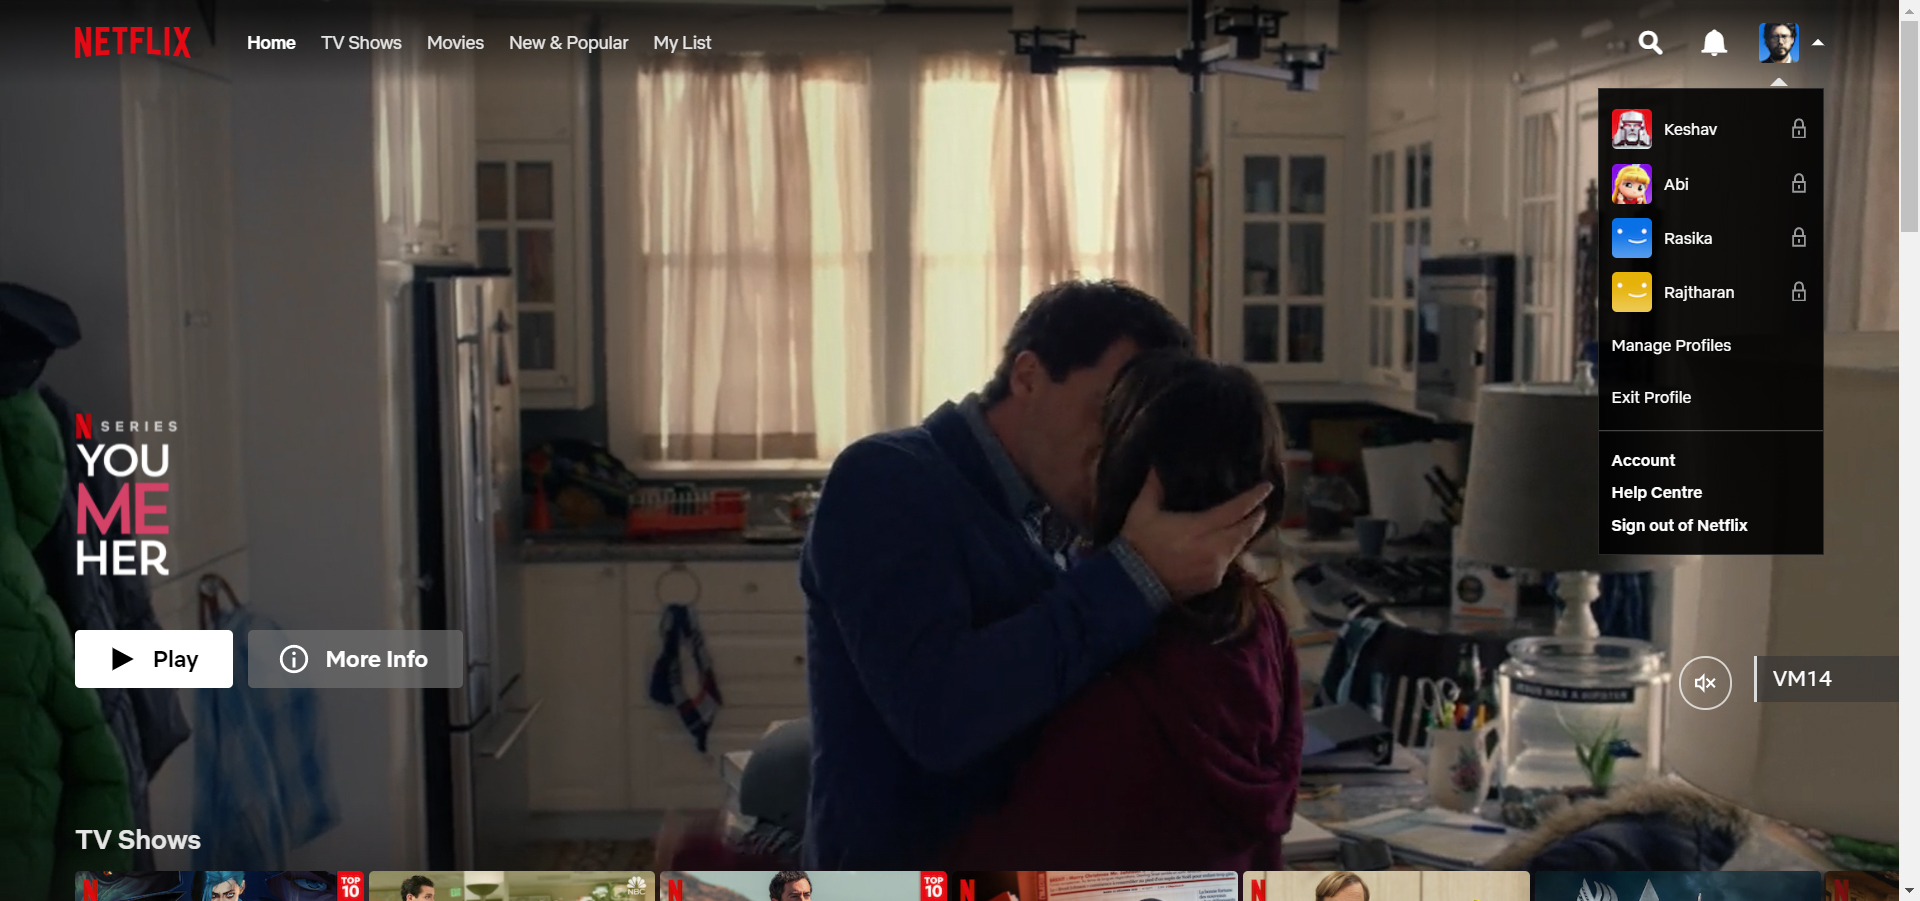 NETFLIX
Home
TV Shows
Movies
New & Popular
My List
Keshav
Abi
Rasika
Rajtharan
Manage Profiles
Exit Profile
Account
Help Centre
Sign out of Netflix
N SERIES
YOU
ME
HER
Play
More Info
VM14
TV Shows
N
TOP
10
NBC
N
TOP
10
N
N
N